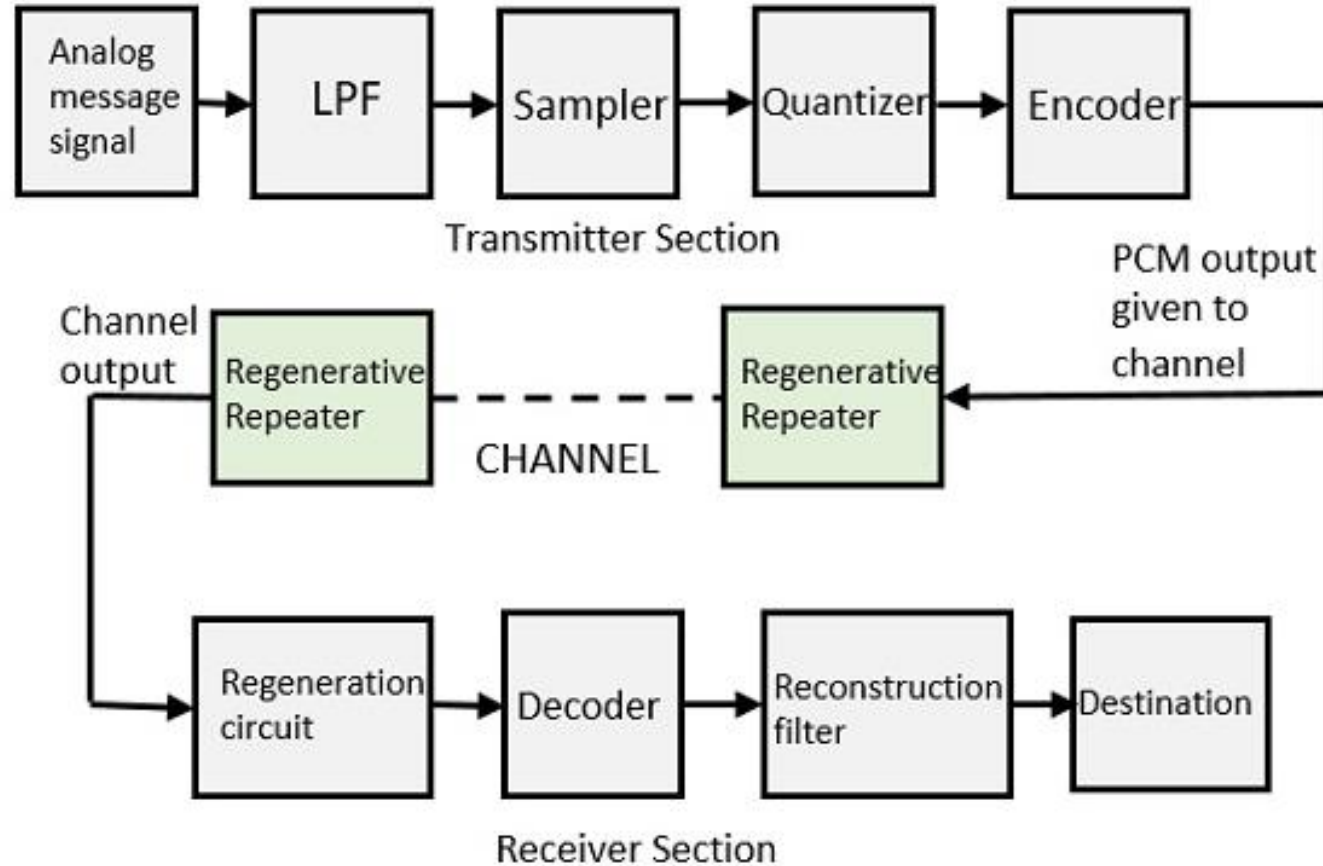 Analog
message
signal
LPF
Sampler
Quantizer
Encoder
Transmitter Section
PCM output
given to
channel
Channel
output
Regenerative
Repeater
CHANNEL
Regenerative
Repeater
Regeneration
circuit
Decoder
Reconstruction
filter
Destination
Receiver Section